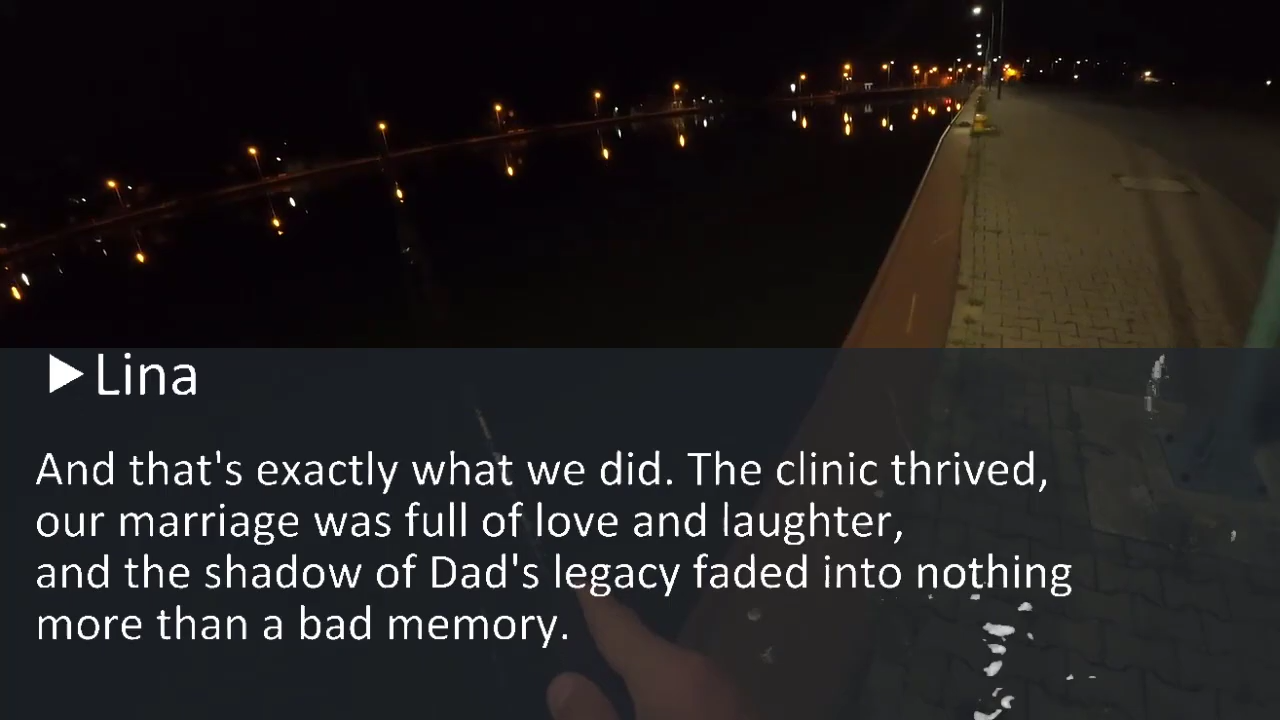 ▶Lina
And that's exactly what we did. The clinic thrived,
our marriage was full of love and laughter,
and the shadow of Dad's legacy faded into nothing
more than a bad memory.